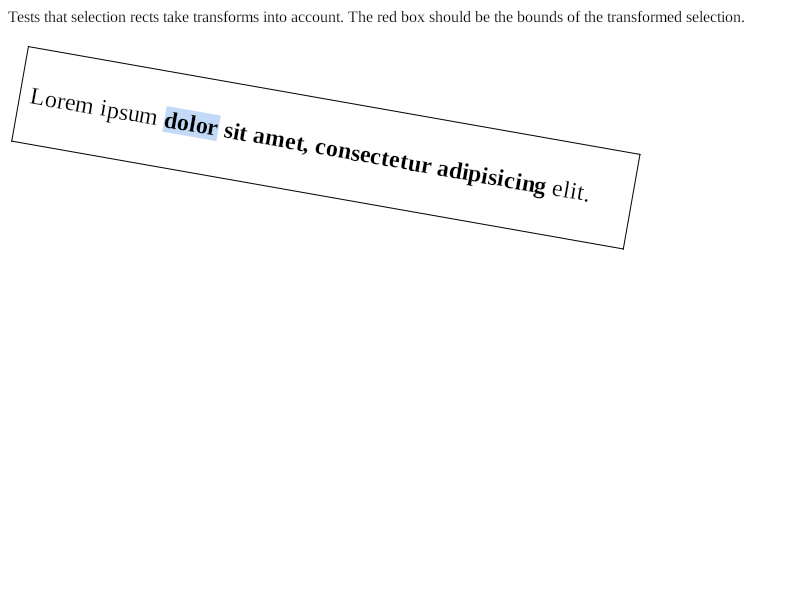 Tests that selection rects take transforms into account. The red box should be the bounds of the transformed selection.
Lorem ipsum dolor sit amet, consectetur adipisicing elit.